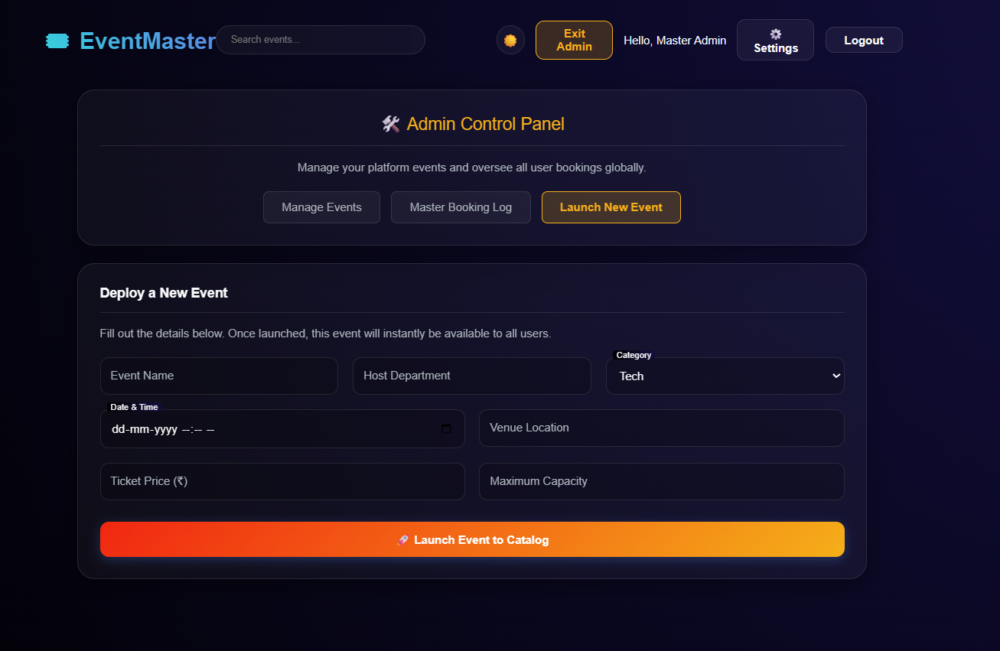 EventMaster
Search events...
Exit
Admin
Hello, Master Admin
Settings
Logout
Admin Control Panel
Manage your platform events and oversee all user bookings globally.
Manage Events
Master Booking Log
Launch New Event
Deploy a New Event
Fill out the details below. Once launched, this event will instantly be available to all users.
Event Name
Host Department
Category
Tech
Date & Time
dd-mm-yyyy --:-- --
Venue Location
Ticket Price (₹)
Maximum Capacity
Launch Event to Catalog